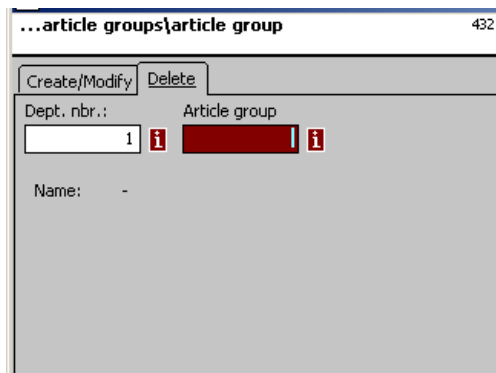 ...article groups\article group 432
Create/Modify Delete
Dept. nbr.: Article group
1 i i
Name: -